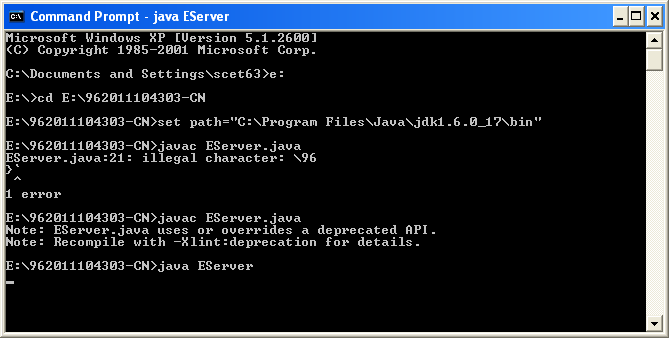 Command Prompt - java EServer
Microsoft Windows XP [Version 5.1.2600]
(C) Copyright 1985-2001 Microsoft Corp.
C:\Documents and Settings\scet63>e:
E:\>cd E:\962011104303-CN
E:\962011104303-CN>set path="C:\Program Files\Java\jdk1.6.0_17\bin"
E:\962011104303-CN>javac EServer.java
EServer.java:21: illegal character: \96
}`
^
1 error
E:\962011104303-CN>javac EServer.java
Note: EServer.java uses or overrides a deprecated API.
Note: Recompile with -Xlint:deprecation for details.
E:\962011104303-CN>java EServer